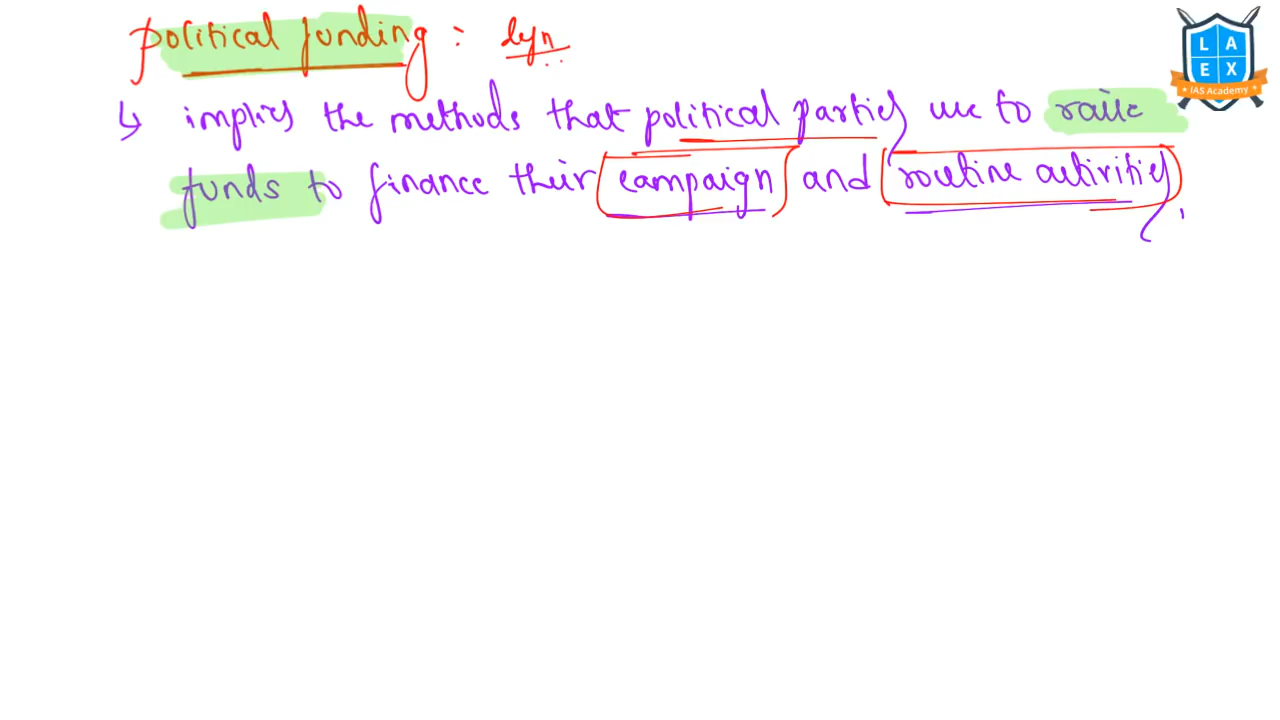 political funding : defn
↳ implies the methods that political parties use to raise
funds to finance their campaign and routine activities
L A
E X
IAS Academy